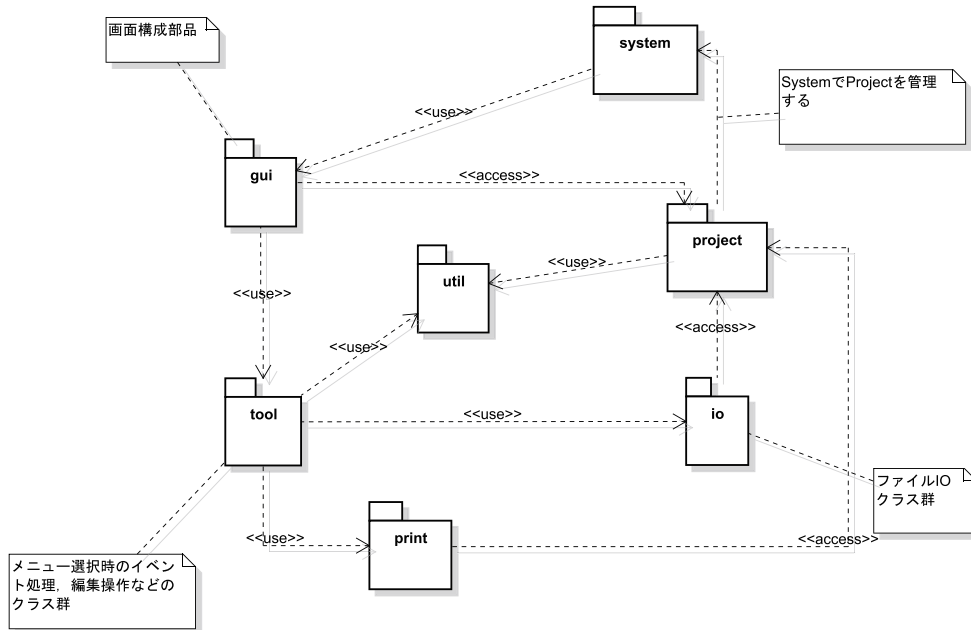 画面構成部品
system
SystemでProjectを管理
する
<<use>>
gui
<<access>>
project
util
<<use>>
<<use>>
<<access>>
<<use>>
tool
<<use>>
io
ファイルIO
クラス群
<<use>>
print
<<access>>
メニュー選択時のイベン
ト処理，編集操作などの
クラス群